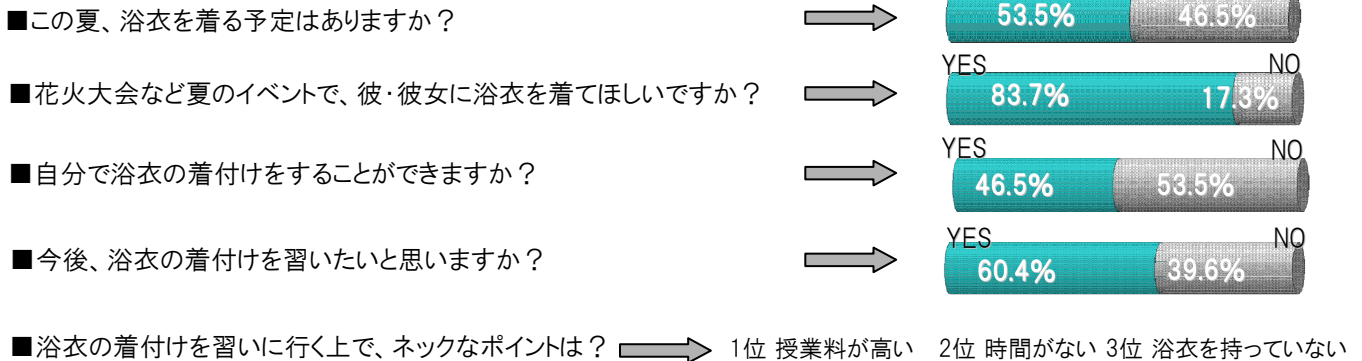 ■この夏、浴衣を着る予定はありますか？ 53.5% 46.5%
YES NO
■花火大会など夏のイベントで、彼・彼女に浴衣を着てほしいですか？ 83.7% 17.3%
YES NO
■自分で浴衣の着付けをすることができますか？ 46.5% 53.5%
YES NO
■今後、浴衣の着付けを習いたいと思いますか？ 60.4% 39.6%
■浴衣の着付けを習いに行く上で、ネックなポイントは？ 1位 授業料が高い 2位 時間がない 3位 浴衣を持っていない